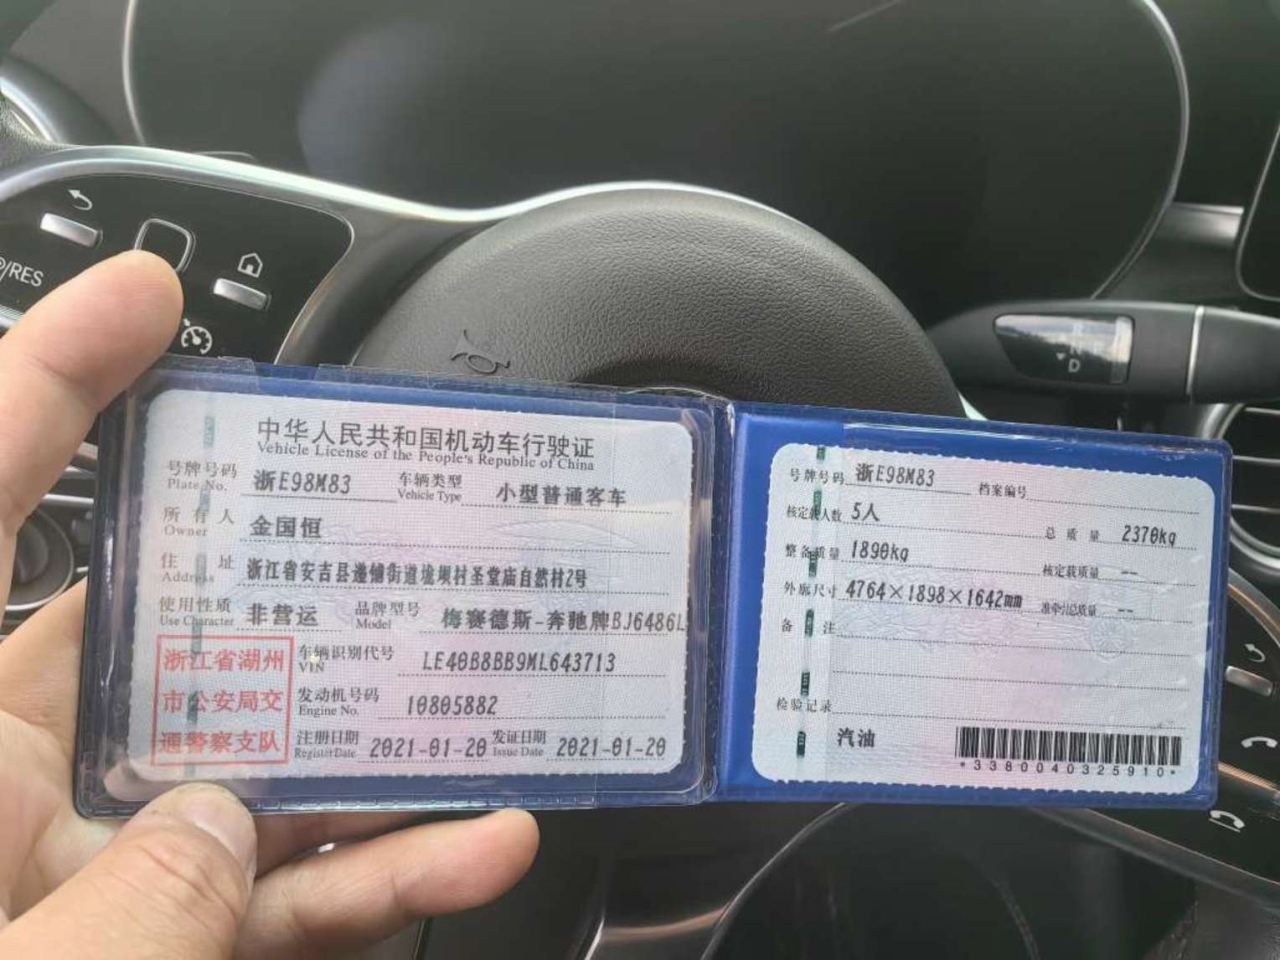 /RES
N
D
中华人民共和国机动车行驶证
Vehicle License of the People's Republic of China
号牌号码 浙E98M83 车辆类型 小型普通客车
Plate No. Vehicle Type
所有人 金国恒
Owner
住址 浙江省安吉县递铺街道垅坝村圣堂庙自然村2号
Address
使用性质 非营运 品牌型号 梅赛德斯-奔驰牌BJ6486L
Use Character Model
浙江省湖州
市公安局交
通警察支队
车辆识别代号 LE40B8BB9ML643713
VIN
发动机号码 10805882
Engine No.
注册日期 2021-01-20 发证日期 2021-01-20
Register Date Issue Date
号牌号码 浙E98M83 档案编号
核定载人数 5人 总质量 2370kg
整备质量 1890kg 核定载质量 --
外廓尺寸 4764×1898×1642mm 准牵引总质量 --
备注
检验记录
汽油
*3380040325910*